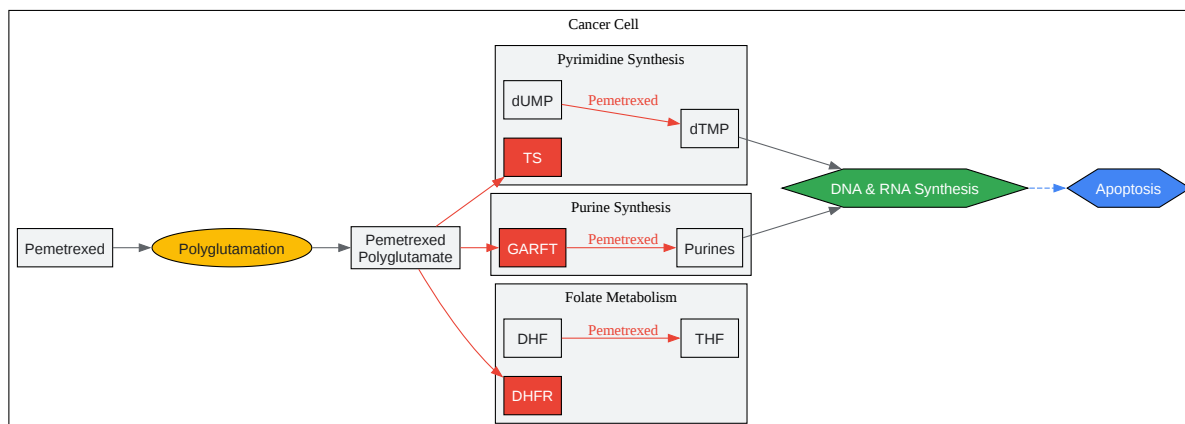 Cancer Cell
Pyrimidine Synthesis
dUMP
Pemetrexed
dTMP
TS
DNA & RNA Synthesis
Apoptosis
Purine Synthesis
Pemetrexed
Polyglutamation
Pemetrexed
Polyglutamate
GARFT
Pemetrexed
Purines
Folate Metabolism
DHF
Pemetrexed
THF
DHFR